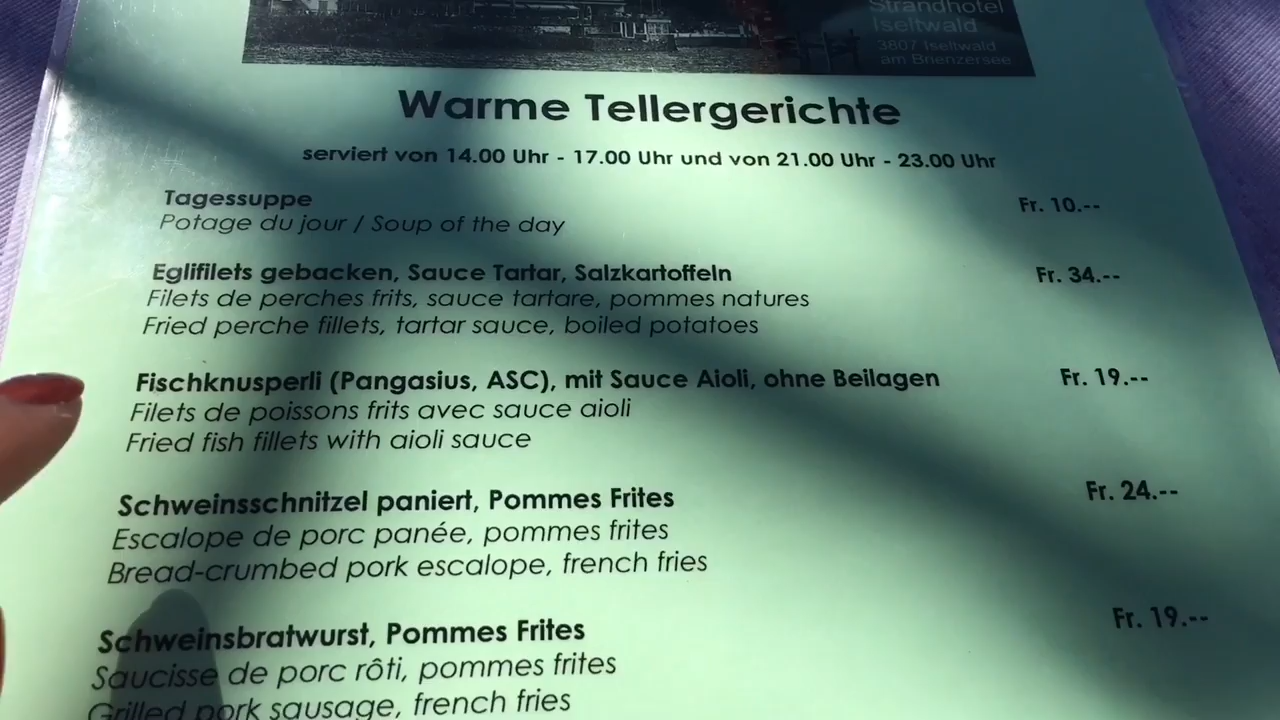 Strandhotel
Iseltwald
3807 Iseltwald
am Brienzersee
Warme Tellergerichte
serviert von 14.00 Uhr - 17.00 Uhr und von 21.00 Uhr - 23.00 Uhr
Tagessuppe Fr. 10.--
Potage du jour / Soup of the day
Eglifilets gebacken, Sauce Tartar, Salzkartoffeln Fr. 34.--
Filets de perches frits, sauce tartare, pommes natures
Fried perche fillets, tartar sauce, boiled potatoes
Fischknusperli (Pangasius, ASC), mit Sauce Aioli, ohne Beilagen Fr. 19.--
Filets de poissons frits avec sauce aioli
Fried fish fillets with aioli sauce
Schweinsschnitzel paniert, Pommes Frites Fr. 24.--
Escalope de porc panée, pommes frites
Bread-crumbed pork escalope, french fries
Schweinsbratwurst, Pommes Frites Fr. 19.--
Saucisse de porc rôti, pommes frites
Grilled pork sausage, french fries